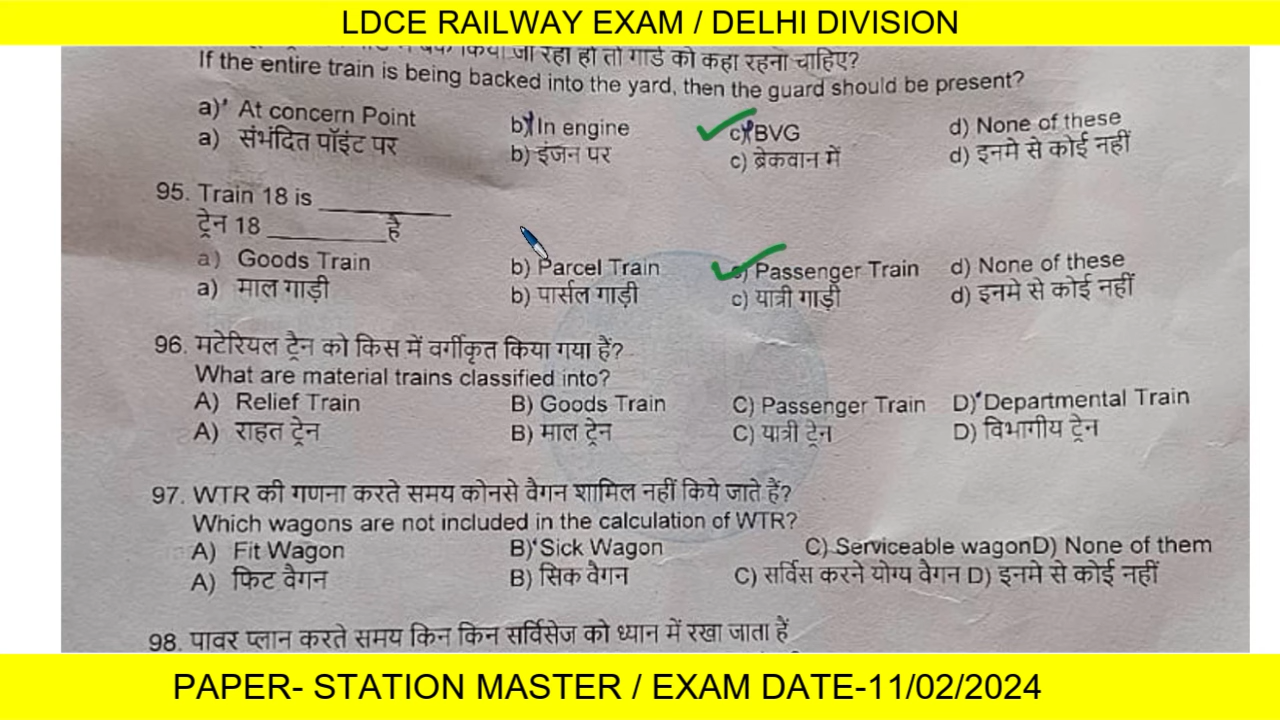 LDCE RAILWAY EXAM / DELHI DIVISION
किया जा रहा हो तो गार्ड को कहा रहना चाहिए?
If the entire train is being backed into the yard, then the guard should be present?
a) At concern Point b) In engine c) BVG d) None of these
a) संभंदित पॉइंट पर b) इंजन पर c) ब्रेकवान में d) इनमे से कोई नहीं
95. Train 18 is __________
ट्रेन 18 __________ है
a) Goods Train b) Parcel Train c) Passenger Train d) None of these
a) माल गाड़ी b) पार्सल गाड़ी c) यात्री गाड़ी d) इनमे से कोई नहीं
96. मटेरियल ट्रैन को किस में वर्गीकृत किया गया हैं?
What are material trains classified into?
A) Relief Train B) Goods Train C) Passenger Train D) Departmental Train
A) राहत ट्रेन B) माल ट्रेन C) यात्री ट्रेन D) विभागीय ट्रेन
97. WTR की गणना करते समय कोनसे वैगन शामिल नहीं किये जाते हैं?
Which wagons are not included in the calculation of WTR?
A) Fit Wagon B) Sick Wagon C) Serviceable wagonD) None of them
A) फिट वैगन B) सिक वैगन C) सर्विस करने योग्य वैगन D) इनमे से कोई नहीं
98. पावर प्लान करते समय किन किन सर्विसेज को ध्यान में रखा जाता हैं
PAPER- STATION MASTER / EXAM DATE-11/02/2024